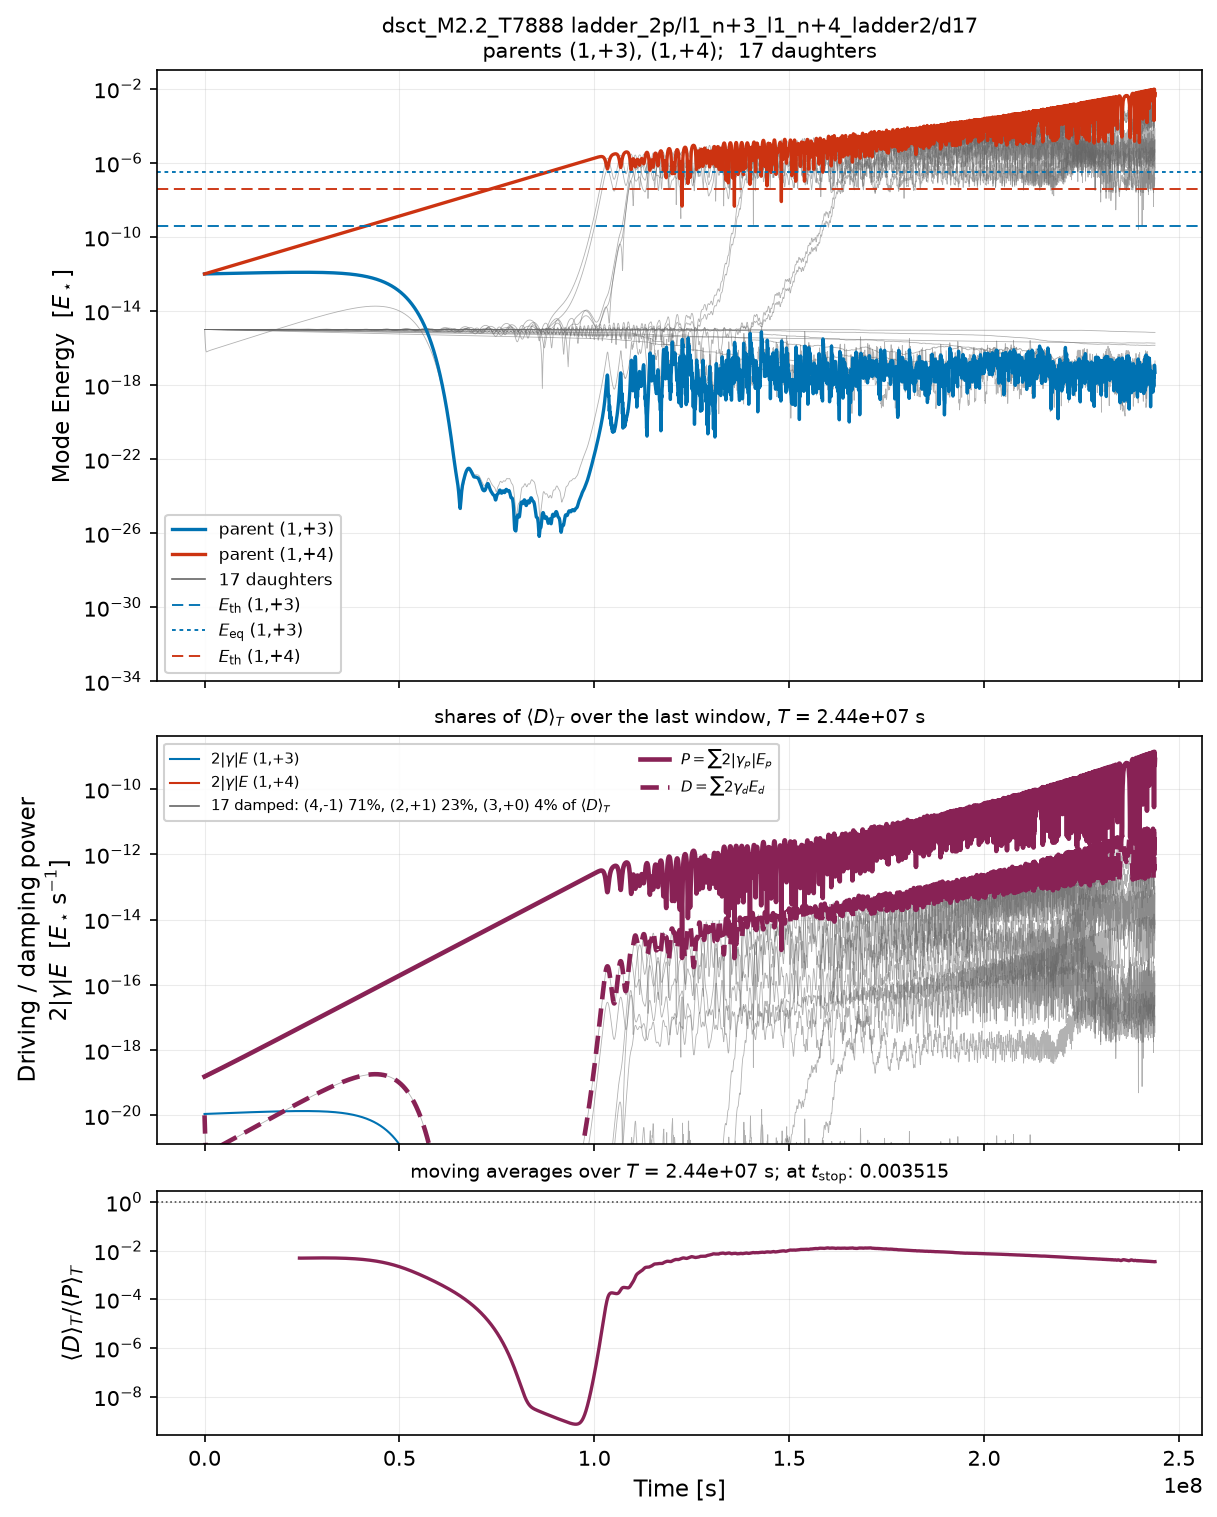 dsct_M2.2_T7888 ladder_2p/l1_n+3_l1_n+4_ladder2/d17
parents (1,+3), (1,+4);  17 daughters
Mode Energy [E⋆]
10⁻²
10⁻⁶
10⁻¹⁰
10⁻¹⁴
10⁻¹⁸
10⁻²²
10⁻²⁶
10⁻³⁰
10⁻³⁴
parent (1,+3)
parent (1,+4)
17 daughters
E_th (1,+3)
E_eq (1,+3)
E_th (1,+4)
shares of ⟨D⟩_T over the last window, T = 2.44e+07 s
Driving / damping power
2|γ|E [E⋆ s⁻¹]
10⁻¹⁰
10⁻¹²
10⁻¹⁴
10⁻¹⁶
10⁻¹⁸
10⁻²⁰
2|γ|E (1,+3)
2|γ|E (1,+4)
17 damped: (4,-1) 71%, (2,+1) 23%, (3,+0) 4% of ⟨D⟩_T
P = ∑2|γ_p|E_p
D = ∑2γ_dE_d
moving averages over T = 2.44e+07 s; at t_stop: 0.003515
⟨D⟩_T/⟨P⟩_T
10⁰
10⁻²
10⁻⁴
10⁻⁶
10⁻⁸
0.0 0.5 1.0 1.5 2.0 2.5
1e8
Time [s]